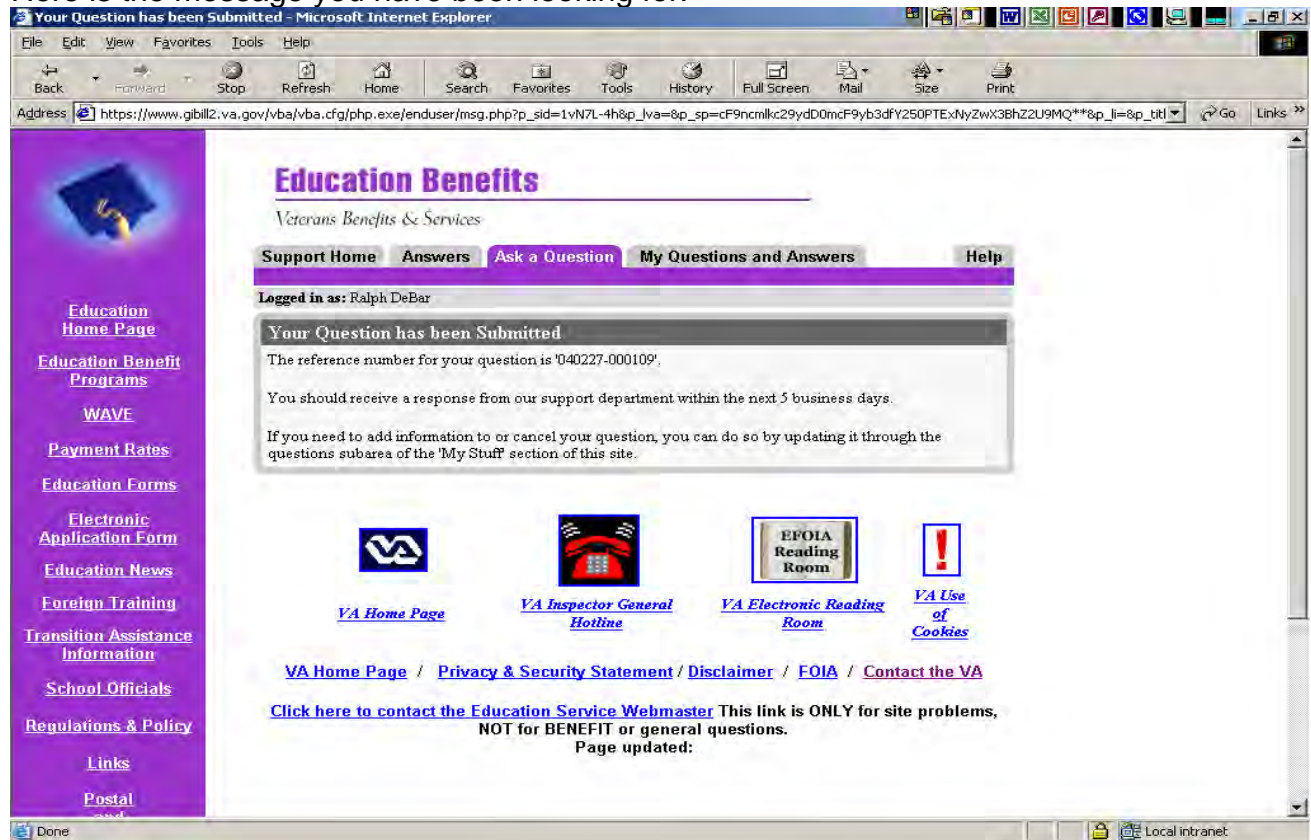 Here is the message you have been looking for.
Your Question has been Submitted - Microsoft Internet Explorer
File Edit View Favorites Tools Help
Back Forward Stop Refresh Home Search Favorites Tools History Full Screen Mail Size Print
Address https://www.gibill2.va.gov/vba/vba.cfg/php.exe/enduser/msg.php?p_sid=1vN7L-4h&p_lva=&p_sp=cF9ncmlkc29ydD0mcF9yb3dfY250PTExNyZwX3BhZ2U9MQ**&p_li=&p_titl Go Links »
Education Benefits
Veterans Benefits & Services
Support Home Answers Ask a Question My Questions and Answers Help
Logged in as: Ralph DeBar
Your Question has been Submitted
The reference number for your question is '040227-000109'.
You should receive a response from our support department within the next 5 business days.
If you need to add information to or cancel your question, you can do so by updating it through the
questions subarea of the 'My Stuff' section of this site.
Education
Home Page
Education Benefit
Programs
WAVE
Payment Rates
Education Forms
Electronic
Application Form
Education News
Foreign Training
Transition Assistance
Information
School Officials
Regulations & Policy
Links
Postal
EFOIA
Reading
Room
VA Home Page
VA Inspector General
Hotline
VA Electronic Reading
Room
VA Use
of
Cookies
VA Home Page / Privacy & Security Statement / Disclaimer / FOIA / Contact the VA
Click here to contact the Education Service Webmaster This link is ONLY for site problems,
NOT for BENEFIT or general questions.
Page updated:
Done Local intranet